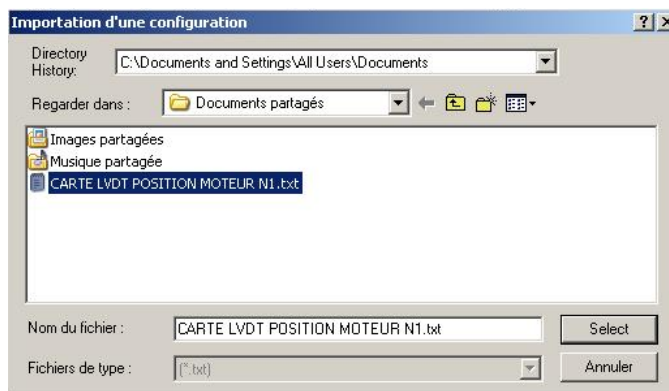 Importation d'une configuration
Directory History:
C:\Documents and Settings\All Users\Documents
Regarder dans :
Documents partagés
Images partagées
Musique partagée
CARTE LVDT POSITION MOTEUR N1.txt
Nom du fichier :
CARTE LVDT POSITION MOTEUR N1.txt
Select
Fichiers de type :
(*.txt)
Annuler